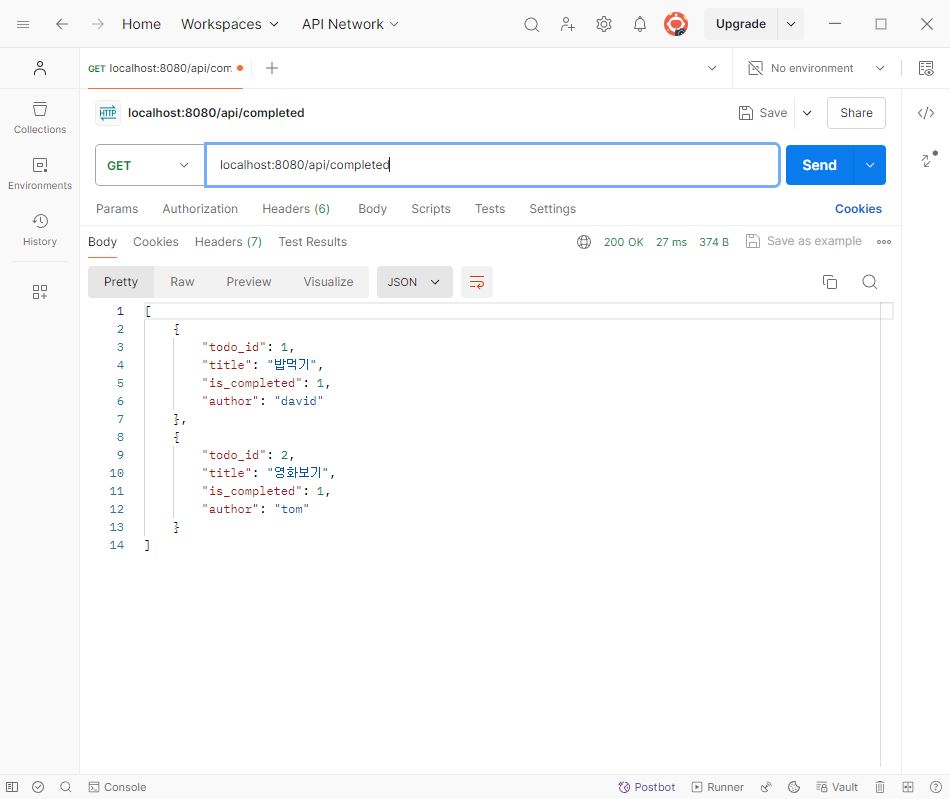 Home Workspaces API Network Upgrade
GET localhost:8080/api/com No environment
HTTP localhost:8080/api/completed Save Share
GET localhost:8080/api/completed Send
Params Authorization Headers (6) Body Scripts Tests Settings Cookies
Body Cookies Headers (7) Test Results 200 OK 27 ms 374 B Save as example
Pretty Raw Preview Visualize JSON
Collections
Environments
History
1 [
2 {
3 "todo_id": 1,
4 "title": "밥먹기",
5 "is_completed": 1,
6 "author": "david"
7 },
8 {
9 "todo_id": 2,
10 "title": "영화보기",
11 "is_completed": 1,
12 "author": "tom"
13 }
14 ]
Console Postbot Runner Vault